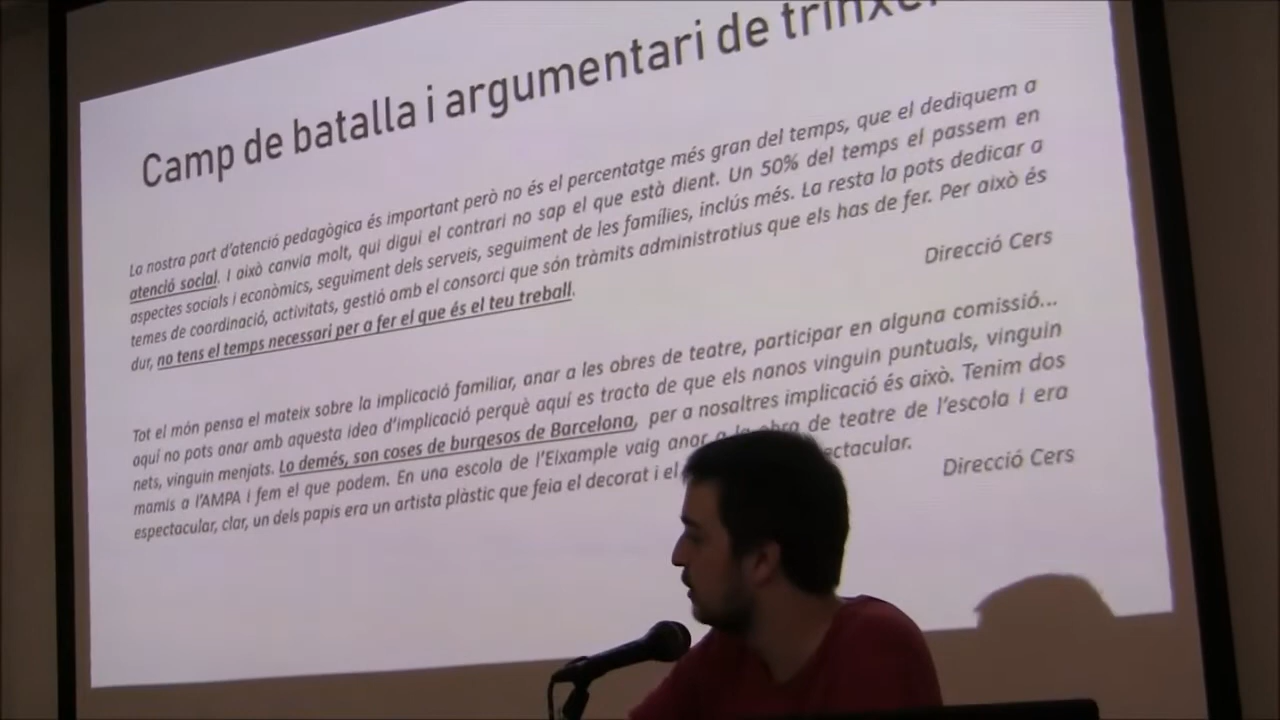 Camp de batalla i argumentari de
La nostra part d'atenció pedagògica és important però no és el percentatge més gran del temps, que el dediquem a
atenció social. I això canvia molt, qui digui el contrari no sap el que està dient. Un 50% del temps el passem en
aspectes socials i econòmics, seguiment dels serveis, seguiment de les famílies, inclús més. La resta la pots dedicar a
temes de coordinació, activitats, gestió amb el consorci que són tràmits administratius que els has de fer. Per això és
dur, no tens el temps necessari per a fer el que és el teu treball.
Direcció Cers
Tot el món pensa el mateix sobre la implicació familiar, anar a les obres de teatre, participar en alguna comissió...
aquí no pots anar amb aquesta idea d'implicació perquè aquí es tracta de que els nanos vinguin puntuals, vinguin
nets, vinguin menjats. Lo demés, son coses de burgesos de Barcelona, per a nosaltres implicació és això. Tenim dos
mamis a l'AMPA i fem el que podem. En una escola de l'Eixample vaig anar a la obra de teatre de l'escola i era
espectacular, clar, un dels papis era un artista plàstic que feia el decorat i el
Direcció Cers